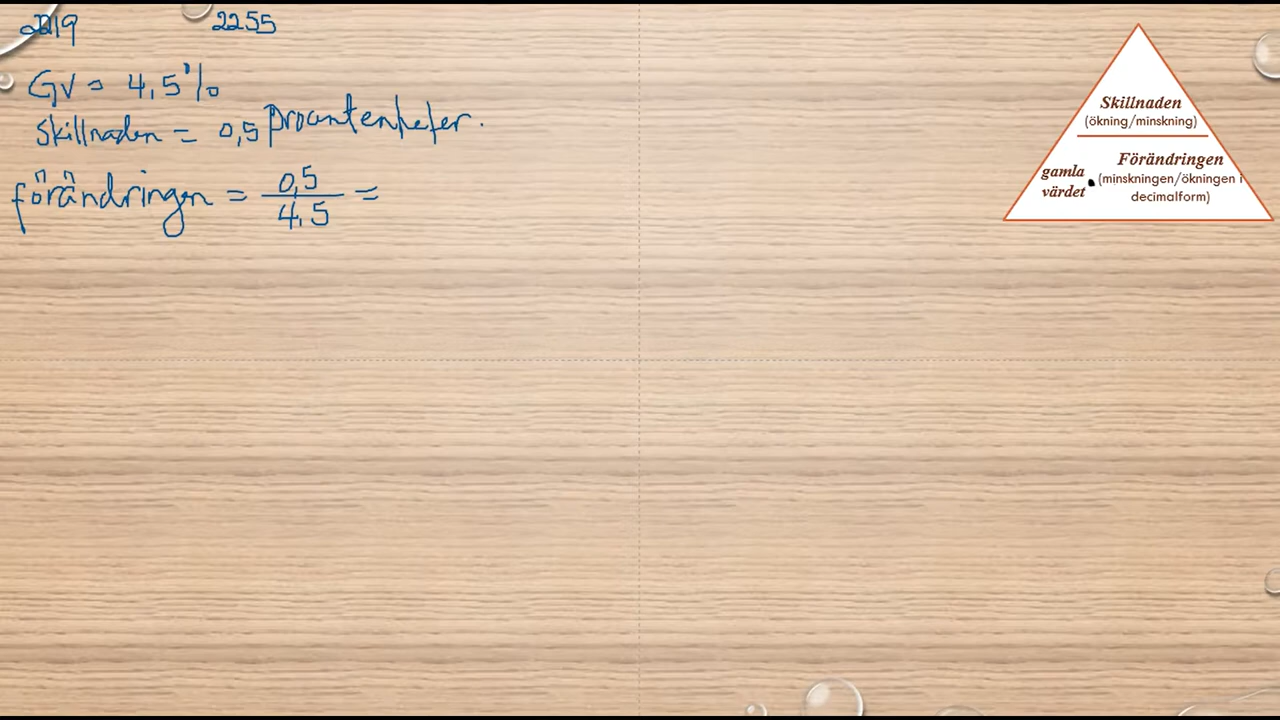 2219 2255
GV = 4,5 %
Skillnaden = 0,5 procentenheter.
förändringen = 0,5 / 4,5 =
Skillnaden
(ökning/minskning)
gamla värdet
Förändringen
(minskningen/ökningen i
decimalform)